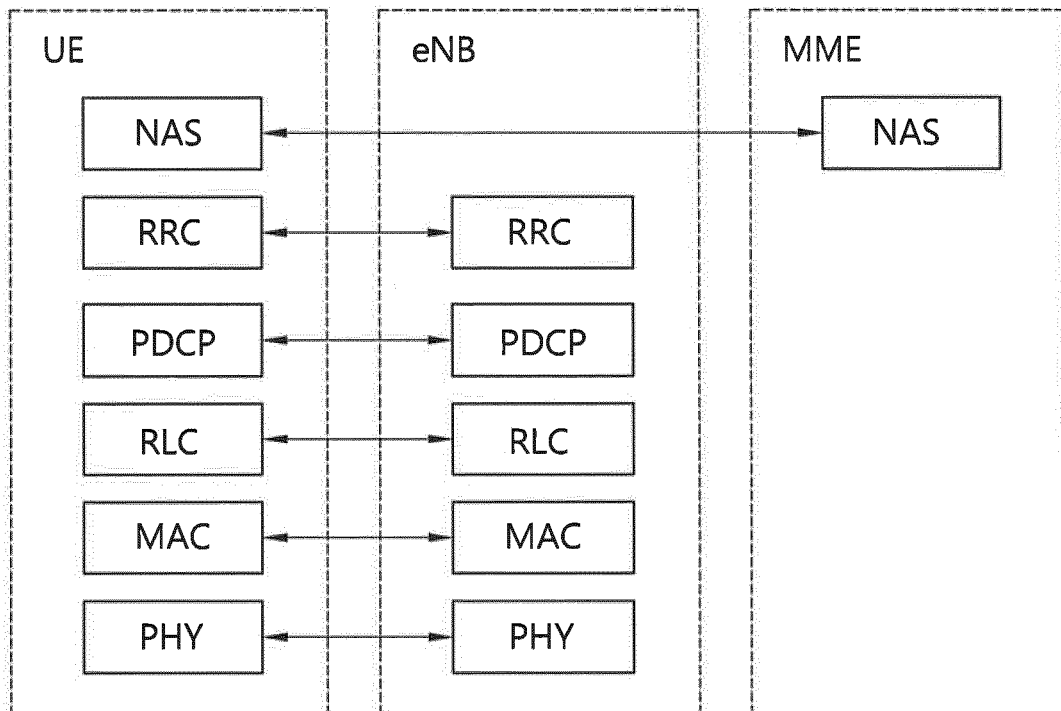 UE eNB MME
NAS NAS
RRC RRC
PDCP PDCP
RLC RLC
MAC MAC
PHY PHY